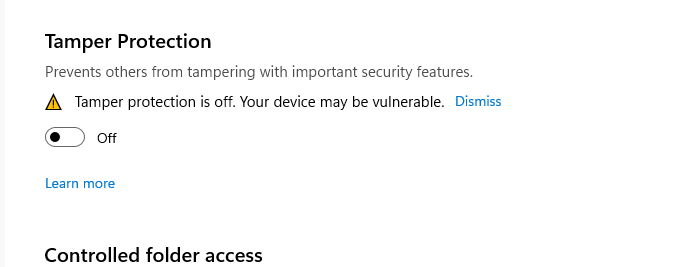 Tamper Protection
Prevents others from tampering with important security features.
Tamper protection is off. Your device may be vulnerable. Dismiss
Off
Learn more
Controlled folder access